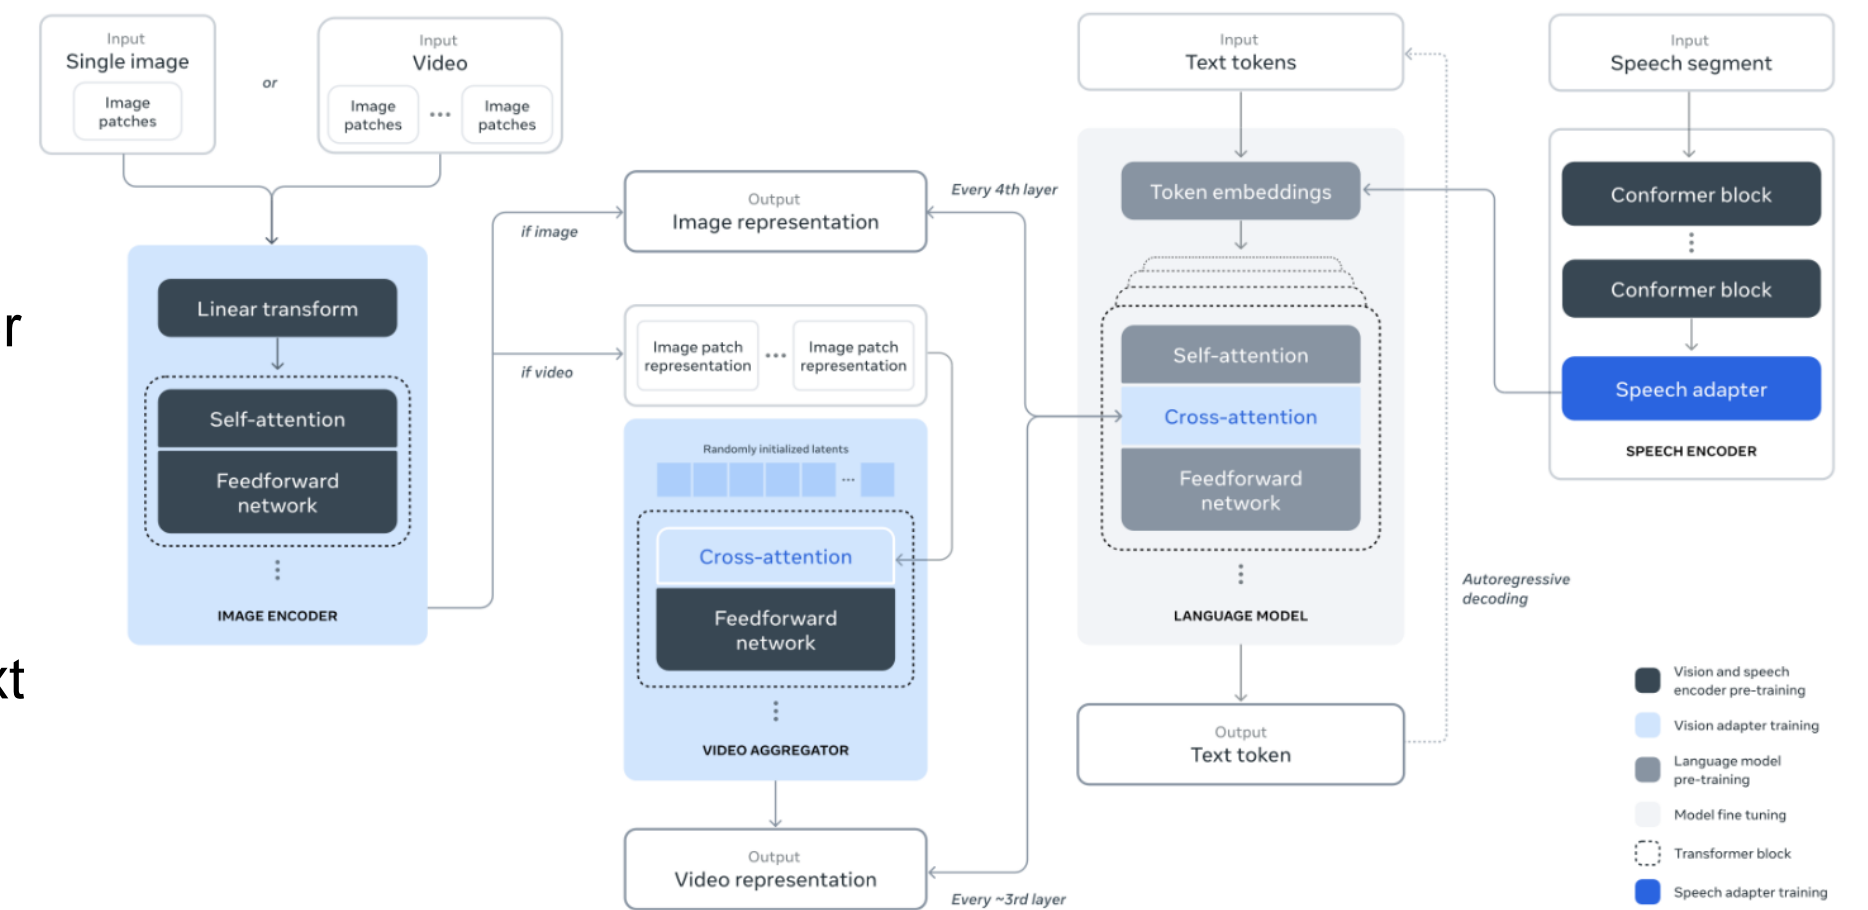 Input
Single image
Image
patches
or
Input
Video
Image
patches
...
Image
patches
Input
Text tokens
Input
Speech segment
Linear transform
Self-attention
Feedforward
network
IMAGE ENCODER
if image
if video
Output
Image representation
Image patch
representation
...
Image patch
representation
Randomly initialized latents
...
Cross-attention
Feedforward
network
VIDEO AGGREGATOR
Output
Video representation
Every 4th layer
Every ~3rd layer
Token embeddings
Self-attention
Cross-attention
Feedforward
network
LANGUAGE MODEL
Output
Text token
Autoregressive
decoding
Conformer block
Conformer block
Speech adapter
SPEECH ENCODER
Vision and speech
encoder pre-training
Vision adapter training
Language model
pre-training
Model fine tuning
Transformer block
Speech adapter training
r
xt